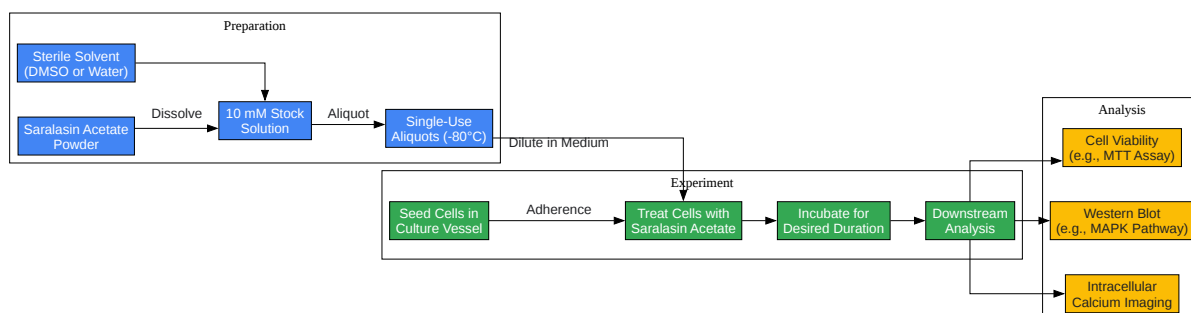 Preparation
Sterile Solvent
(DMSO or Water)
Saralasin Acetate
Powder
Dissolve
10 mM Stock
Solution
Aliquot
Single-Use
Aliquots (-80°C)
Dilute in Medium
Experiment
Seed Cells in
Culture Vessel
Adherence
Treat Cells with
Saralasin Acetate
Incubate for
Desired Duration
Downstream
Analysis
Analysis
Cell Viability
(e.g., MTT Assay)
Western Blot
(e.g., MAPK Pathway)
Intracellular
Calcium Imaging